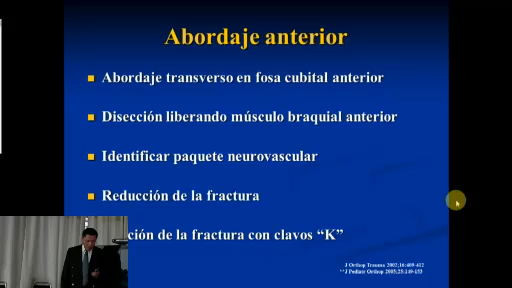 Abordaje anterior
Abordaje transverso en fosa cubital anterior
Disección liberando músculo braquial anterior
Identificar paquete neurovascular
Reducción de la fractura
ción de la fractura con clavos “K”
J Orthop Trauma 2002;16:409-412
**J Pediatr Orthop 2005;25:149-153